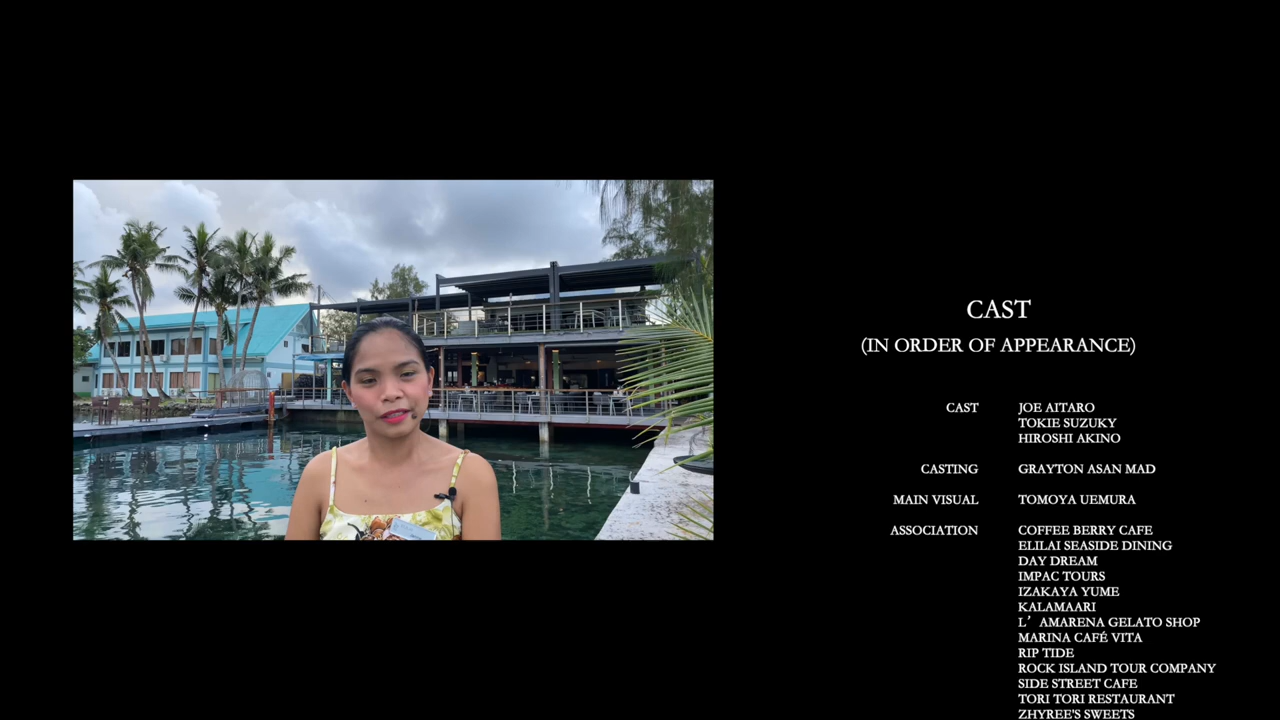 CAST
(IN ORDER OF APPEARANCE)
CAST JOE AITARO
TOKIE SUZUKY
HIROSHI AKINO
CASTING GRAYTON ASAN MAD
MAIN VISUAL TOMOYA UEMURA
ASSOCIATION COFFEE BERRY CAFE
ELILAI SEASIDE DINING
DAY DREAM
IMPAC TOURS
IZAKAYA YUME
KALAMAARI
L’AMARENA GELATO SHOP
MARINA CAFÉ VITA
RIP TIDE
ROCK ISLAND TOUR COMPANY
SIDE STREET CAFE
TORI TORI RESTAURANT
ZHYREE'S SWEETS